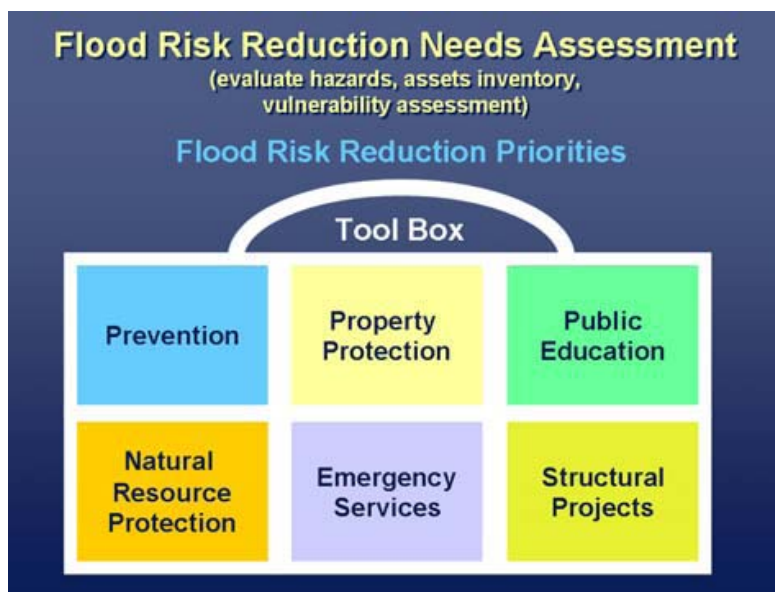 Flood Risk Reduction Needs Assessment
(evaluate hazards, assets inventory,
vulnerability assessment)
Flood Risk Reduction Priorities
Tool Box
Prevention
Property
Protection
Public
Education
Natural
Resource
Protection
Emergency
Services
Structural
Projects